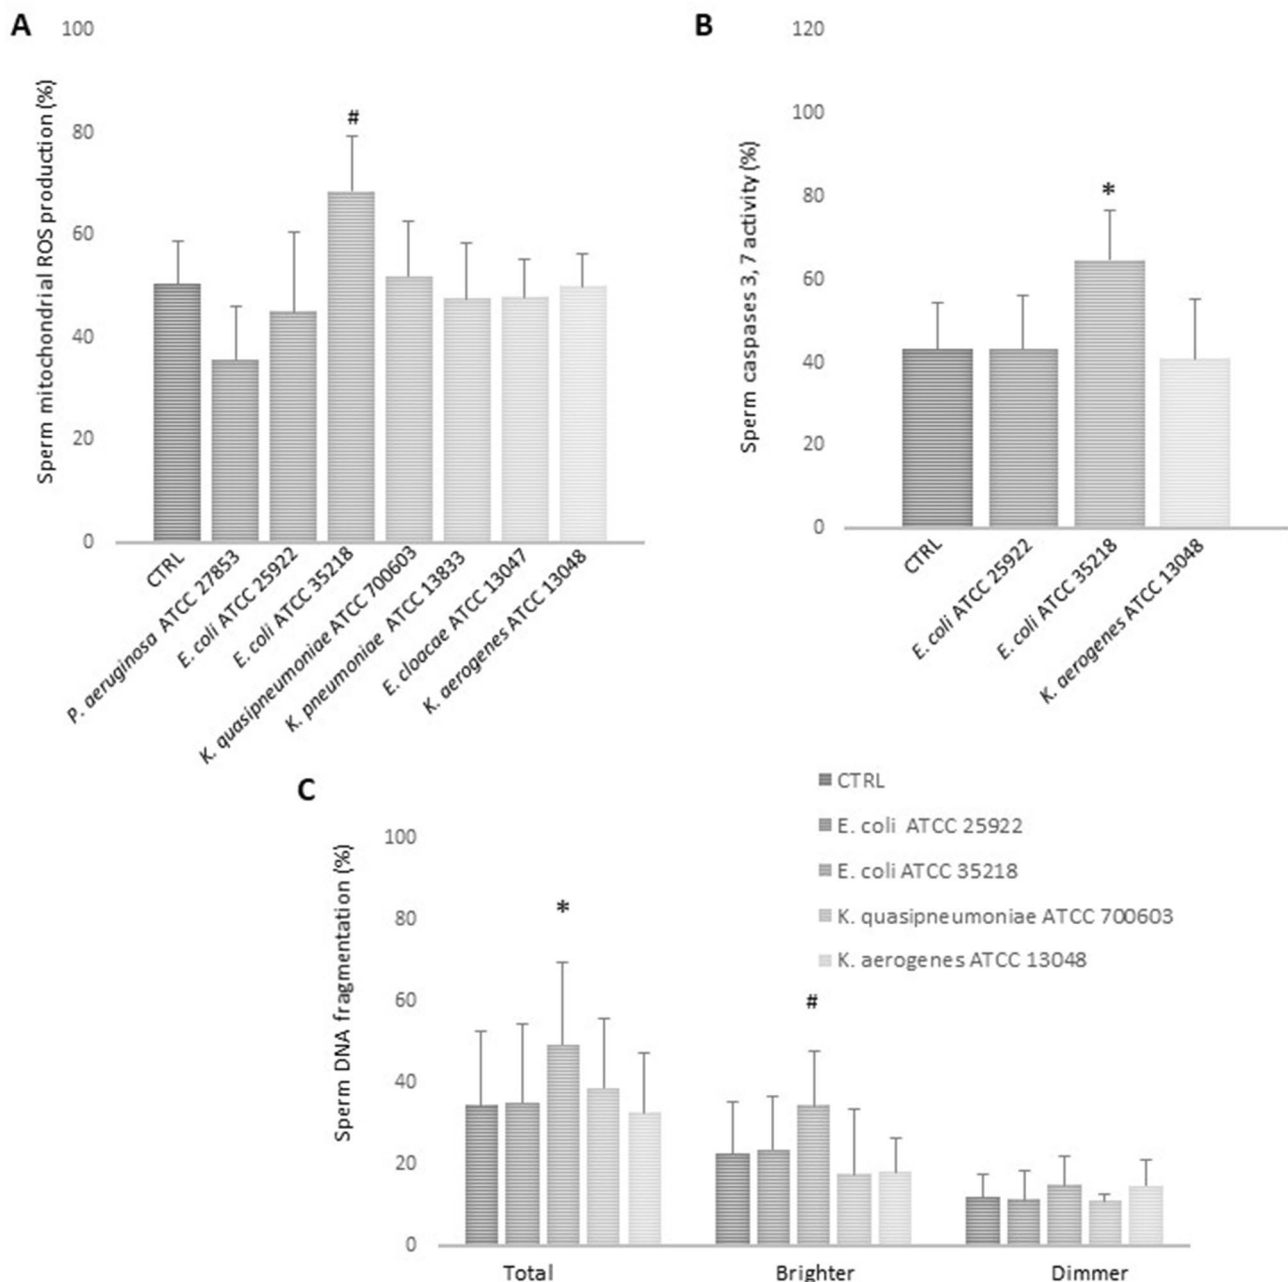 A
Sperm mitochondrial ROS production (%)
100
80
60
40
20
0
#
CTRL
P. aeruginosa ATCC 27853
E. coli ATCC 25922
E. coli ATCC 35218
K. quasipneumoniae ATCC 700603
K. pneumoniae ATCC 13833
E. cloacae ATCC 13047
K. aerogenes ATCC 13048
B
Sperm caspases 3, 7 activity (%)
120
100
80
60
40
20
0
*
CTRL
E. coli ATCC 25922
E. coli ATCC 35218
K. aerogenes ATCC 13048
C
Sperm DNA fragmentation (%)
100
80
60
40
20
0
*
#
Total
Brighter
Dimmer
CTRL
E. coli ATCC 25922
E. coli ATCC 35218
K. quasipneumoniae ATCC 700603
K. aerogenes ATCC 13048